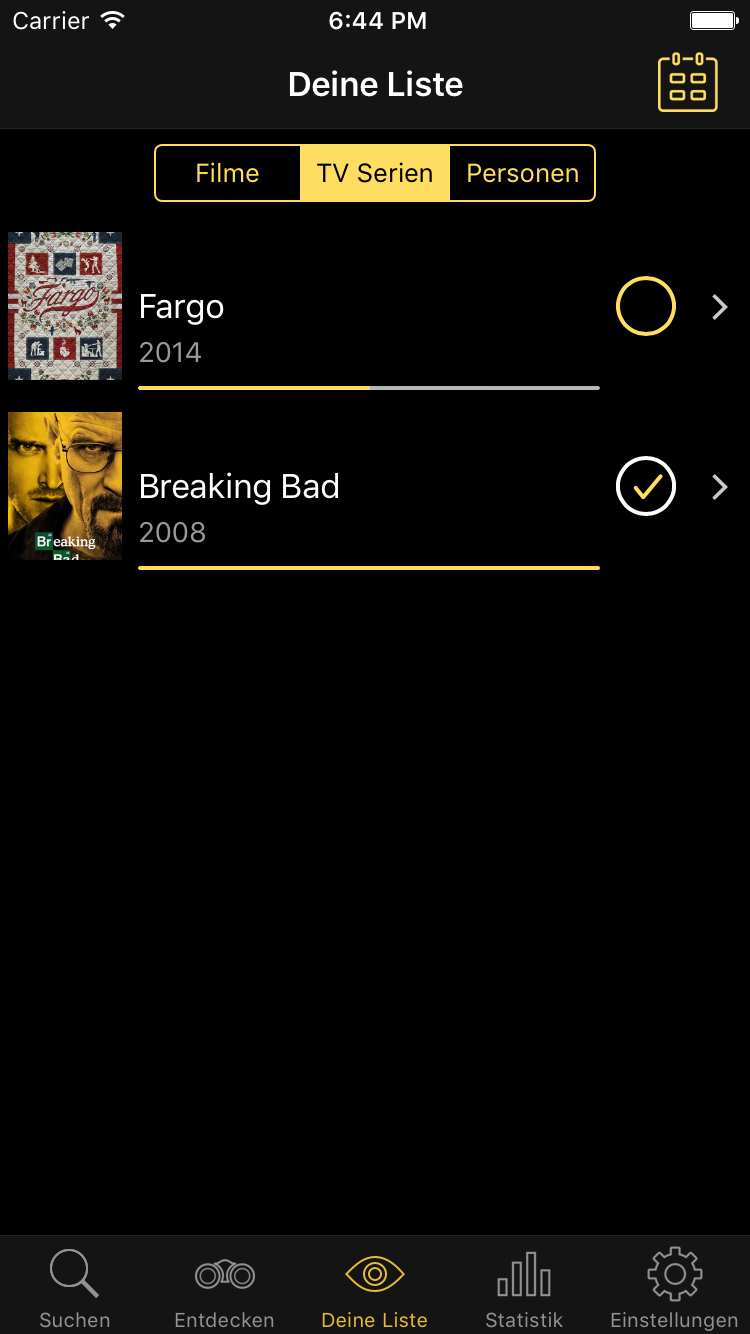 Carrier 6:44 PM
Deine Liste
Filme TV Serien Personen
Fargo
Fargo
2014
Breaking Bad
2008
Breaking
Bad
Suchen Entdecken Deine Liste Statistik Einstellungen